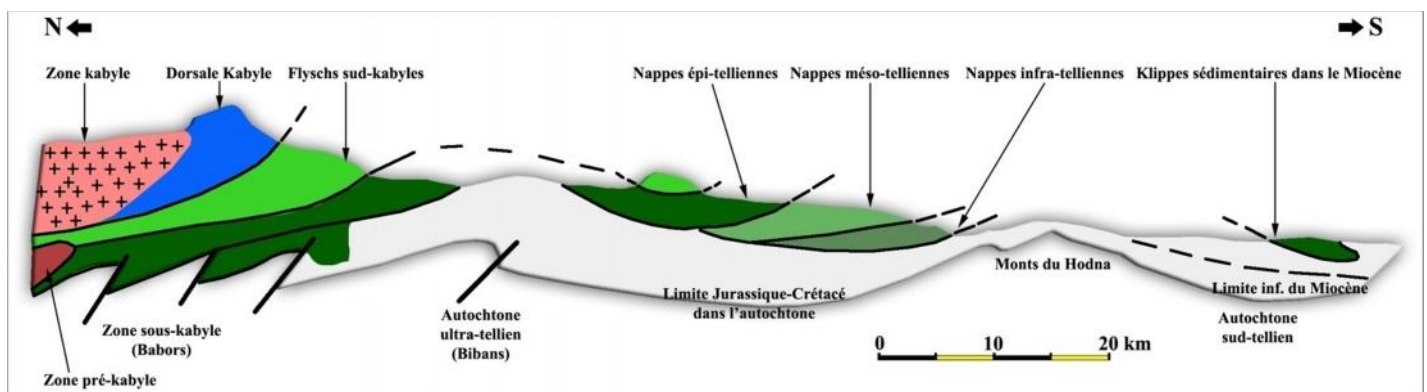 N S
Zone kabyle Dorsale Kabyle Flyschs sud-kabyles Nappes épi-telliennes Nappes méso-telliennes Nappes infra-telliennes Klippes sédimentaires dans le Miocène
Monts du Hodna
Limite Jurassique-Crétacé
dans l'autochtone
Limite inf. du Miocène
Autochtone
ultra-tellien
(Bibans)
Autochtone
sud-tellien
Zone sous-kabyle
(Babors)
0 10 20 km
Zone pré-kabyle